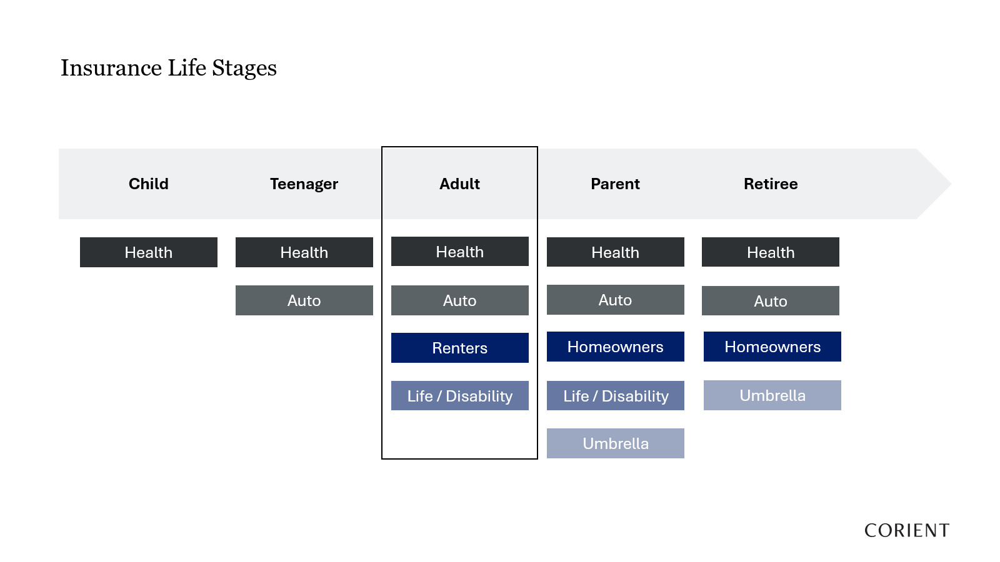 Insurance Life Stages
Child Teenager Adult Parent Retiree
Health Health Health Health Health
Auto Auto Auto Auto
Renters Homeowners Homeowners
Life / Disability Life / Disability Umbrella
Umbrella
CORIENT